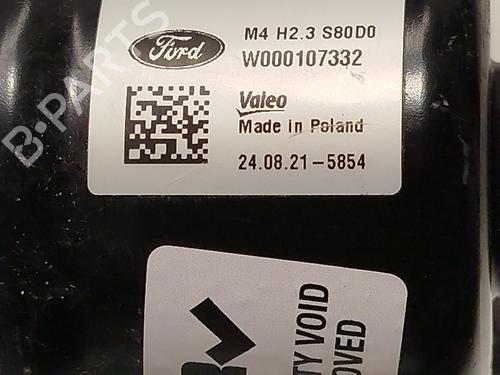 Ford
M4 H2.3 S80D0
W000107332
Valeo
Made in Poland
24.08.21-5854
B-PARTS
TY VOID
OVED